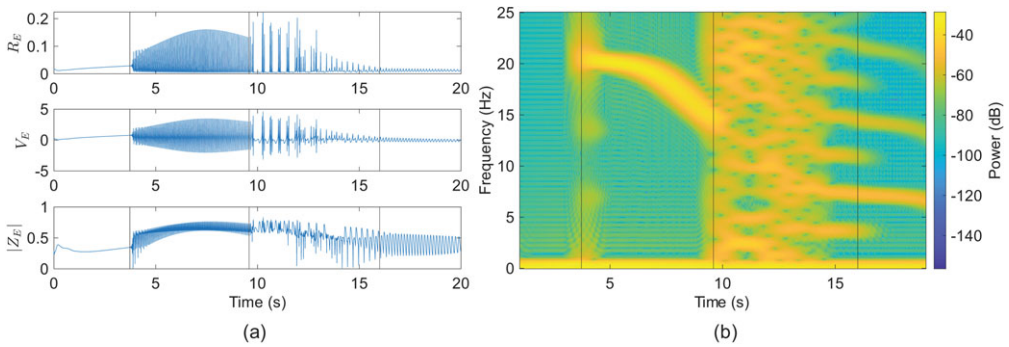 R_E
0.2
0.1
0
0 5 10 15 20
V_E
5
0
-5
0 5 10 15 20
|Z_E|
1
0.5
0
0 5 10 15 20
Time (s)
(a)
Frequency (Hz)
25
20
15
10
5
0
5 10 15
Time (s)
(b)
-40
-60
-80
-100
-120
-140
Power (dB)